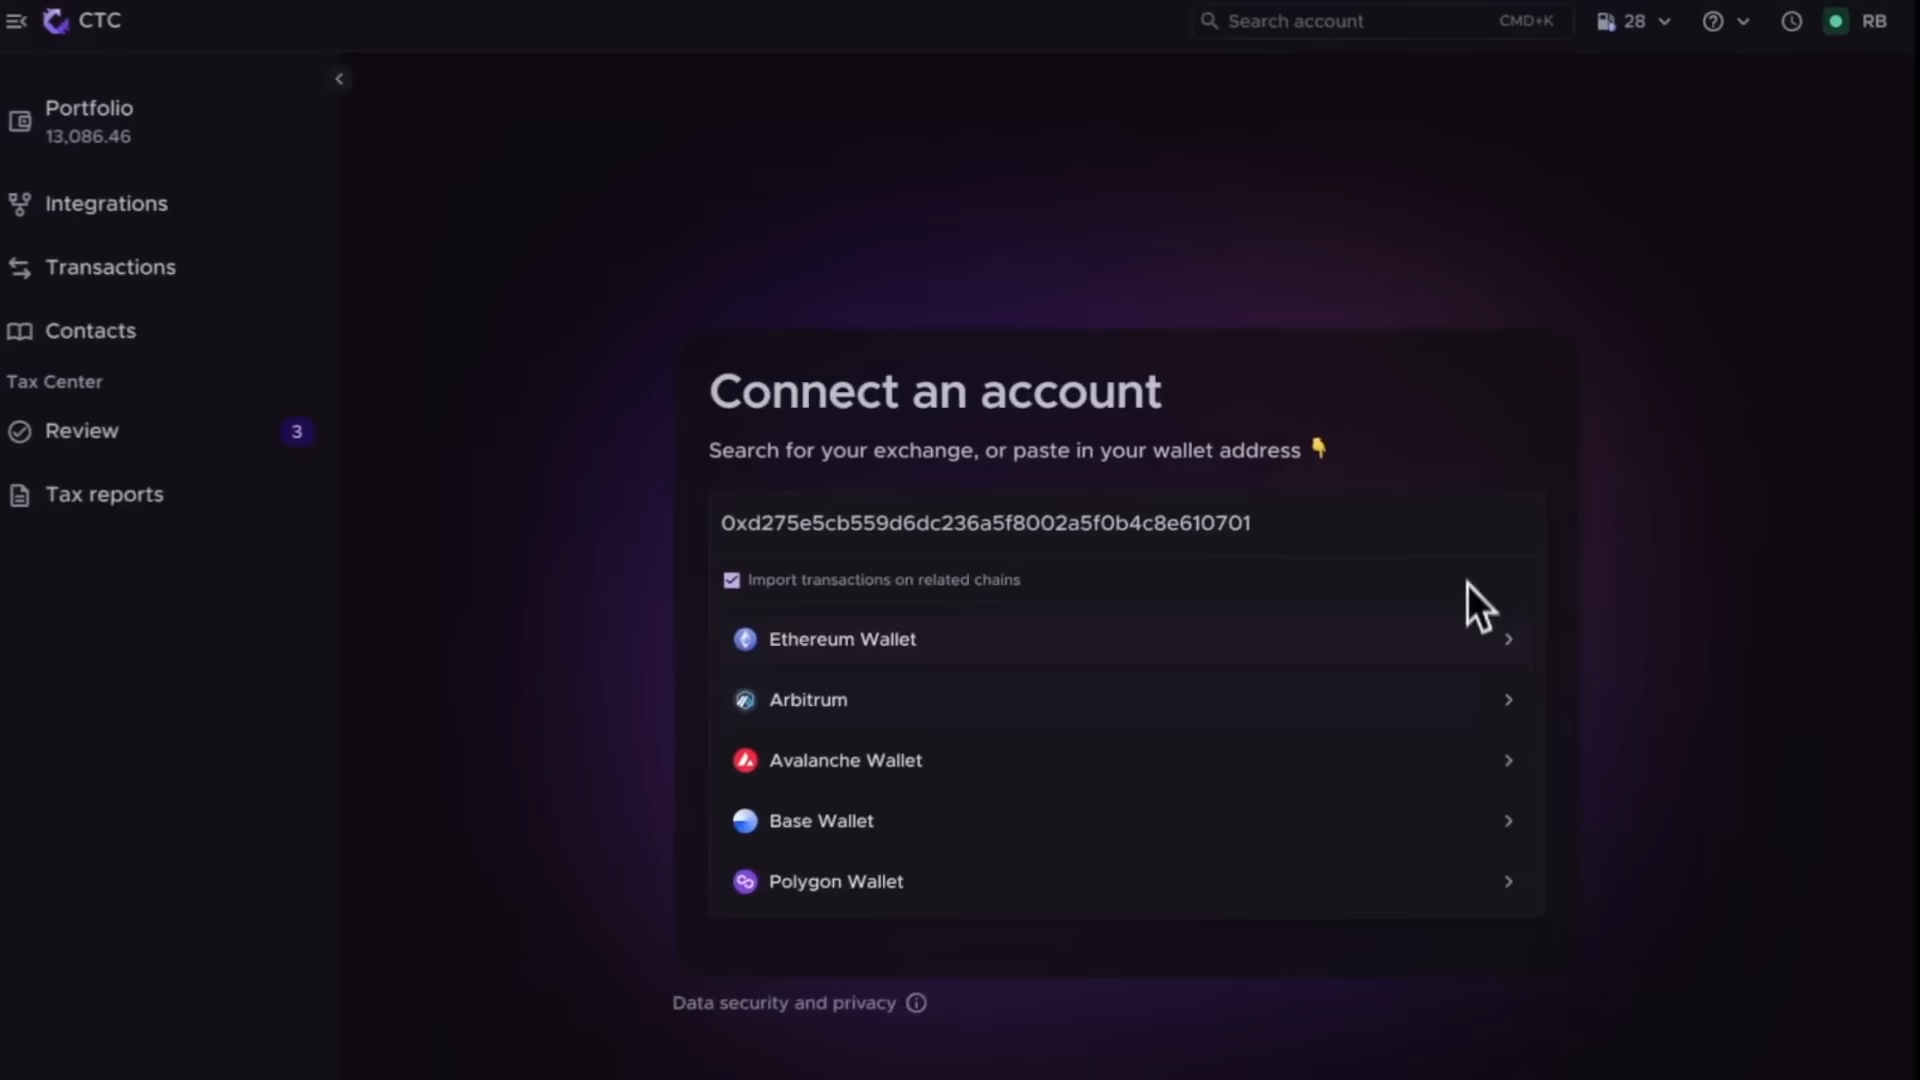 CTC
Search account
CMD+K
28
RB
Portfolio
13,086.46
Integrations
Transactions
Contacts
Tax Center
Review
3
Tax reports
Connect an account
Search for your exchange, or paste in your wallet address 👇
0xd275e5cb559d6dc236a5f8002a5f0b4c8e610701
Import transactions on related chains
Ethereum Wallet
Arbitrum
Avalanche Wallet
Base Wallet
Polygon Wallet
Data security and privacy